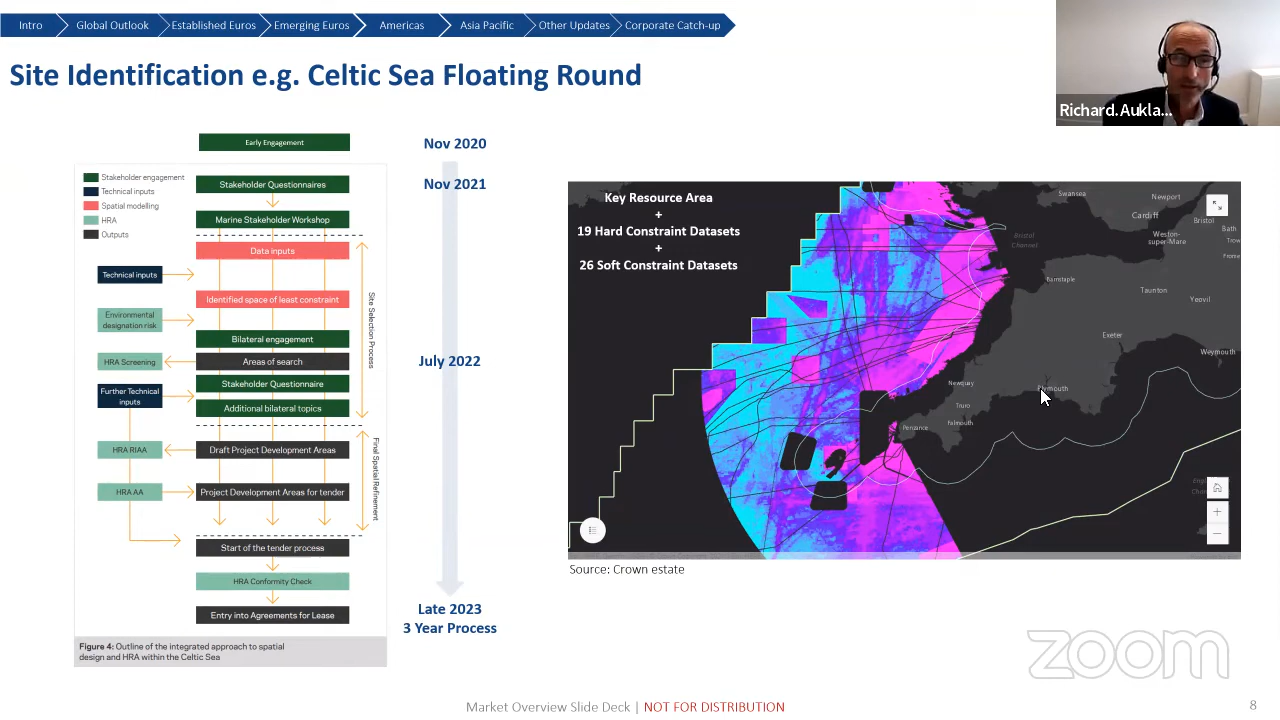 Intro
Global Outlook
Established Euros
Emerging Euros
Americas
Asia Pacific
Other Updates
Corporate Catch-up
Site Identification e.g. Celtic Sea Floating Round
Richard.Aukla...
Early Engagement
Nov 2020
Stakeholder engagement
Technical inputs
Spatial modelling
HRA
Outputs
Stakeholder Questionnaires
Nov 2021
Marine Stakeholder Workshop
Data inputs
Technical inputs
Identified space of least constraint
Environmental
designation risk
Bilateral engagement
HRA Screening
Areas of search
July 2022
Stakeholder Questionnaire
Further Technical
inputs
Additional bilateral topics
Site Selection Process
HRA RIAA
Draft Project Development Areas
HRA AA
Project Development Areas for tender
Final Spatial Refinement
Start of the tender process
HRA Conformity Check
Entry into Agreements for Lease
Late 2023
3 Year Process
Figure 4: Outline of the integrated approach to spatial
design and HRA within the Celtic Sea
Key Resource Area
+
19 Hard Constraint Datasets
+
26 Soft Constraint Datasets
Swansea
Newport
Cardiff
Bristol
Bath
Weston-
super-Mare
Bristol
Channel
Barnstaple
Taunton
Yeovil
Exeter
Weymouth
Plymouth
Newquay
Truro
Falmouth
Penzance
Source: Crown estate
zoom
Market Overview Slide Deck | NOT FOR DISTRIBUTION
8